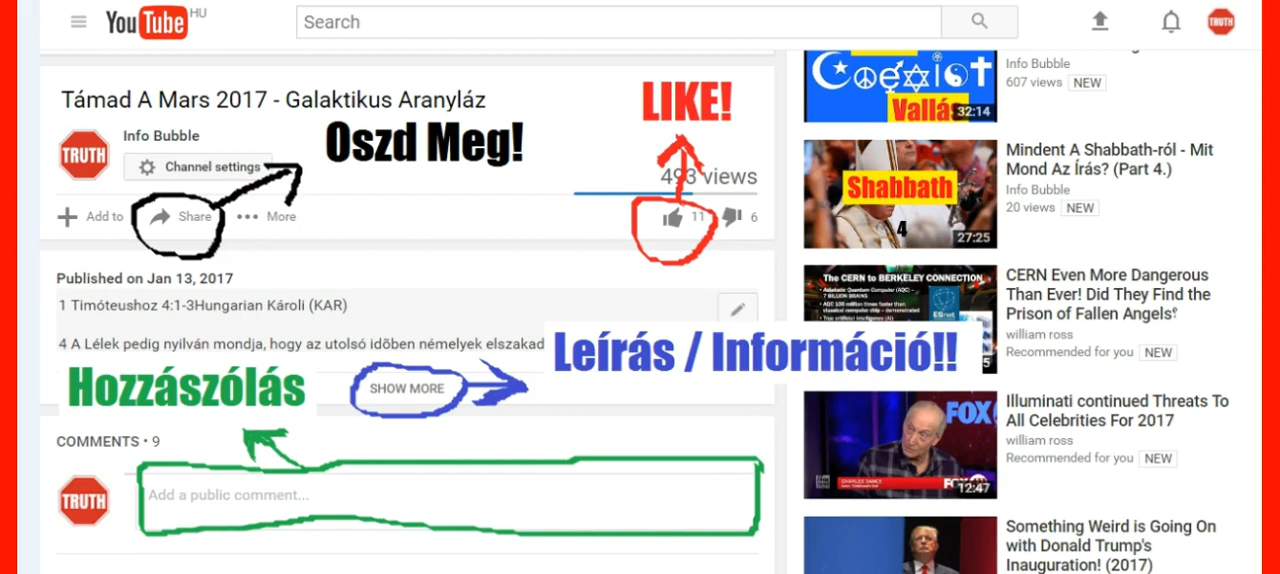 YouTube HU
Search
TRUTH
Támad A Mars 2017 - Galaktikus Aranyláz
TRUTH
Info Bubble
Channel settings
Oszd Meg!
LIKE!
493 views
Add to
Share
More
11
6
Published on Jan 13, 2017
1 Timóteushoz 4:1-3Hungarian Károli (KAR)
4 A Lélek pedig nyilván mondja, hogy az utolsó időben némelyek elszakad
Leírás / Információ!!
Hozzászólás
SHOW MORE
COMMENTS • 9
TRUTH
Add a public comment...
Vallás
32:14
Info Bubble
607 views NEW
Shabbath
4
27:25
Mindent A Shabbath-ról - Mit
Mond Az Írás? (Part 4.)
Info Bubble
20 views NEW
The CERN to BERKELEY CONNECTION
ESnet
CERN Even More Dangerous
Than Ever! Did They Find the
Prison of Fallen Angels
william ross
Recommended for you NEW
FOX
CHARLES DANCE
12:47
Illuminati continued Threats To
All Celebrities For 2017
william ross
Recommended for you NEW
Something Weird is Going On
with Donald Trump's
Inauguration! (2017)